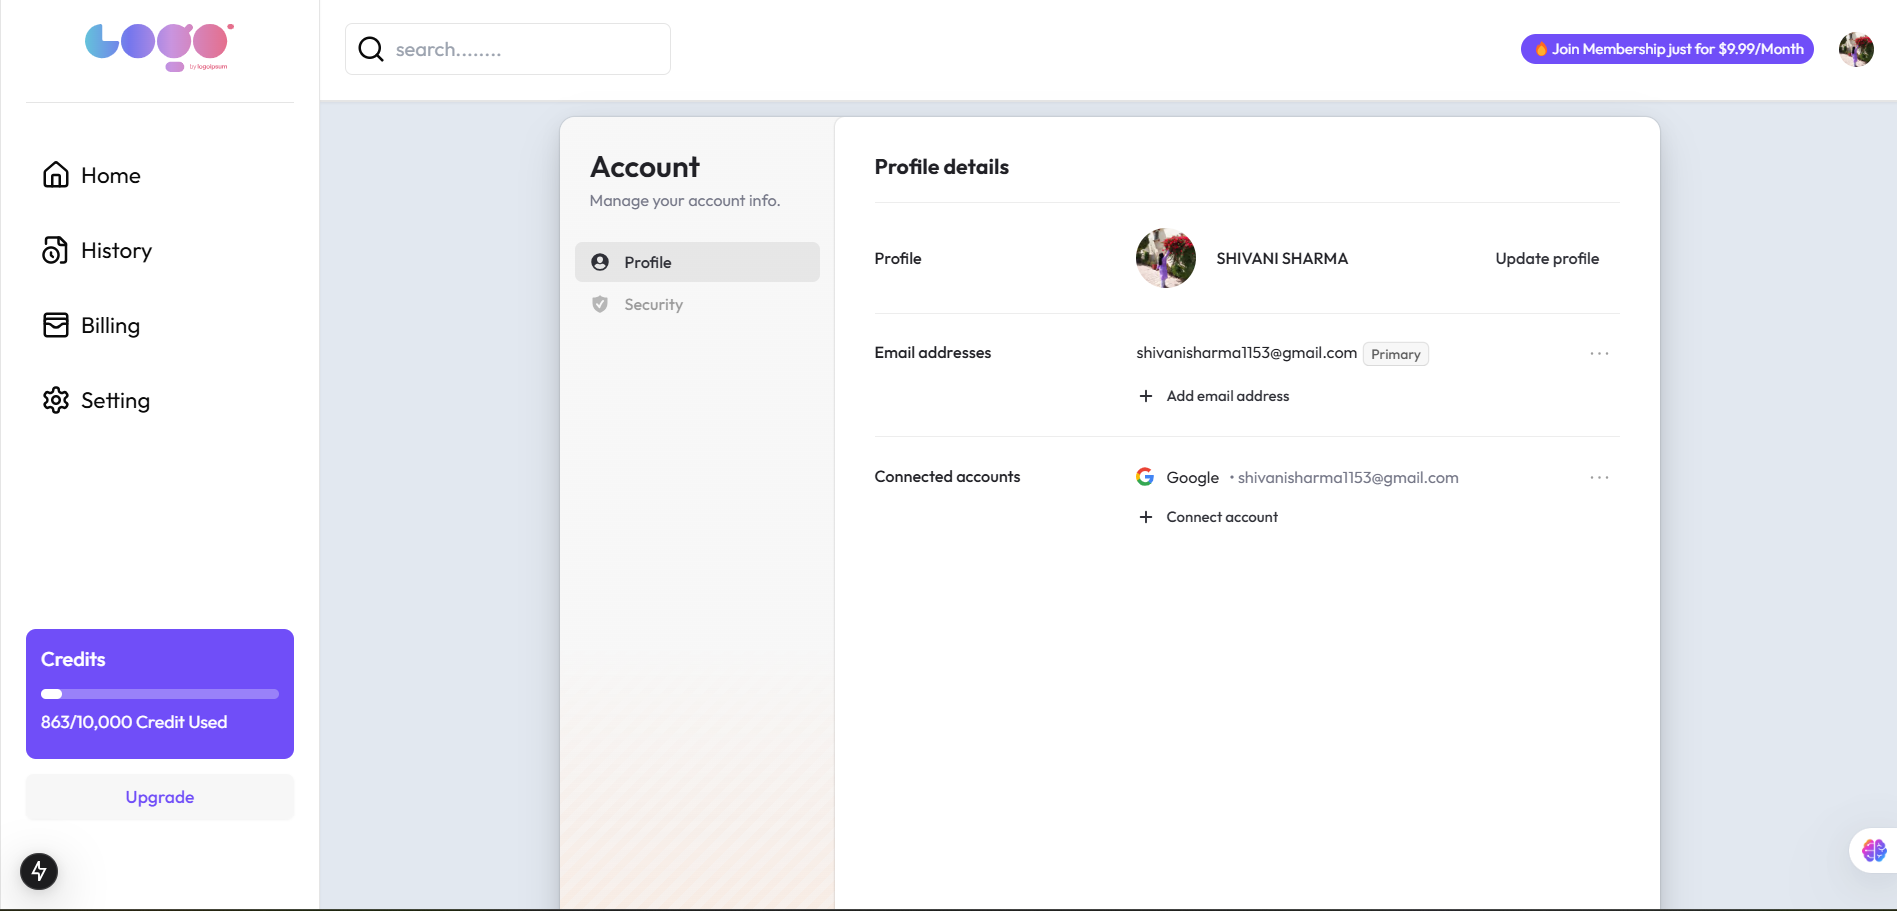 Logo
by logoipsum
Home
History
Billing
Setting
Credits
863/10,000 Credit Used
Upgrade
search........
🔥 Join Membership just for $9.99/Month
Account
Manage your account info.
Profile
Security
Profile details
Profile
SHIVANI SHARMA
Update profile
Email addresses
shivanisharma1153@gmail.com Primary
+ Add email address
Connected accounts
Google • shivanisharma1153@gmail.com
+ Connect account